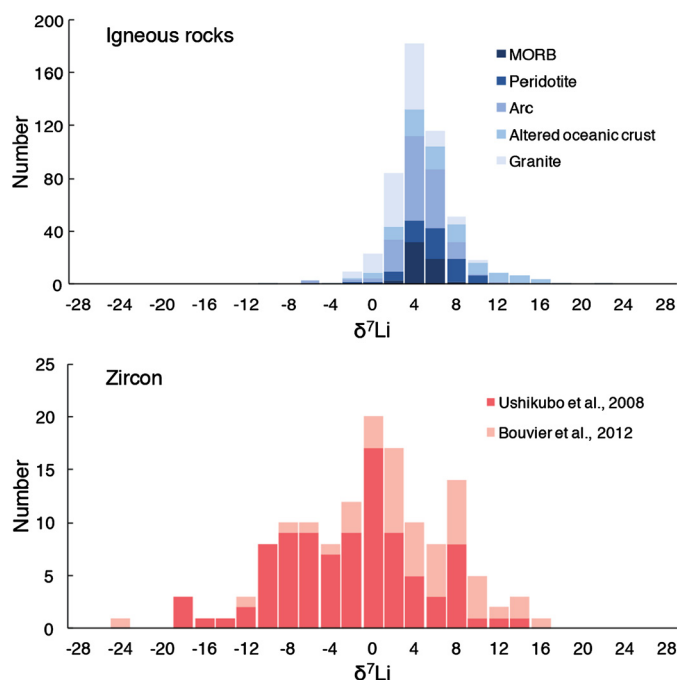 Igneous rocks
200
160
120
80
40
0
Number
MORB
Peridotite
Arc
Altered oceanic crust
Granite
-28 -24 -20 -16 -12 -8 -4 0 4 8 12 16 20 24 28
δ⁷Li
Zircon
25
20
15
10
5
0
Number
Ushikubo et al., 2008
Bouvier et al., 2012
-28 -24 -20 -16 -12 -8 -4 0 4 8 12 16 20 24 28
δ⁷Li